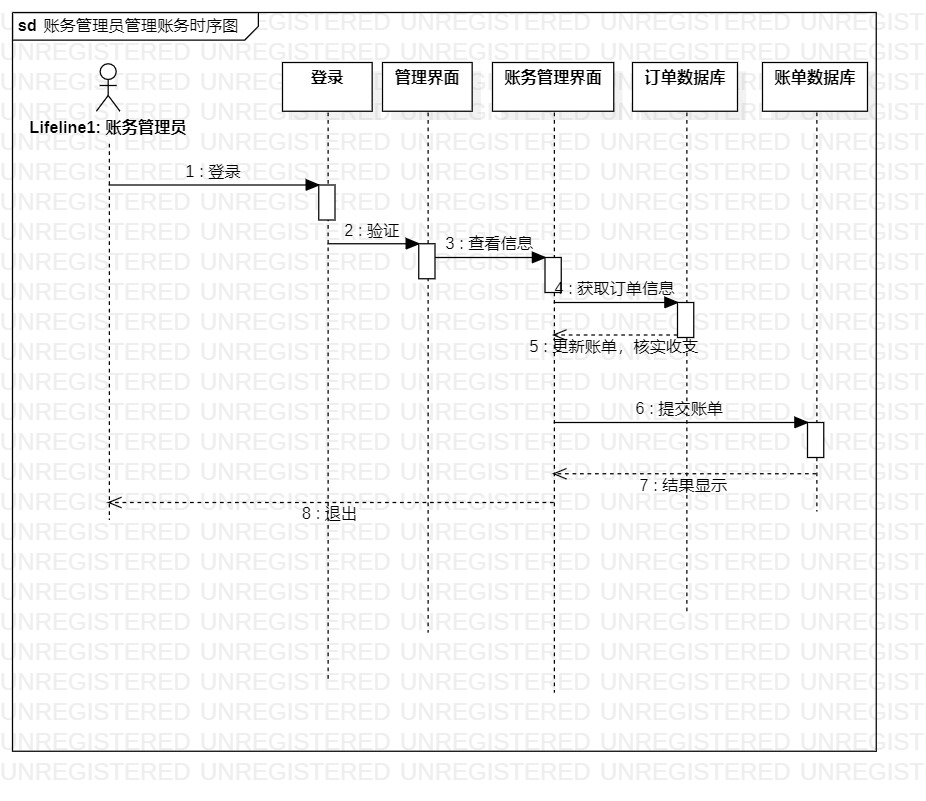 sd 账务管理员管理账务时序图
登录
管理界面
账务管理界面
订单数据库
账单数据库
Lifeline1: 账务管理员
1 : 登录
2 : 验证
3 : 查看信息
4 : 获取订单信息
5 : 更新账单，核实收支
6 : 提交账单
7 : 结果显示
8 : 退出
UNREGISTERED